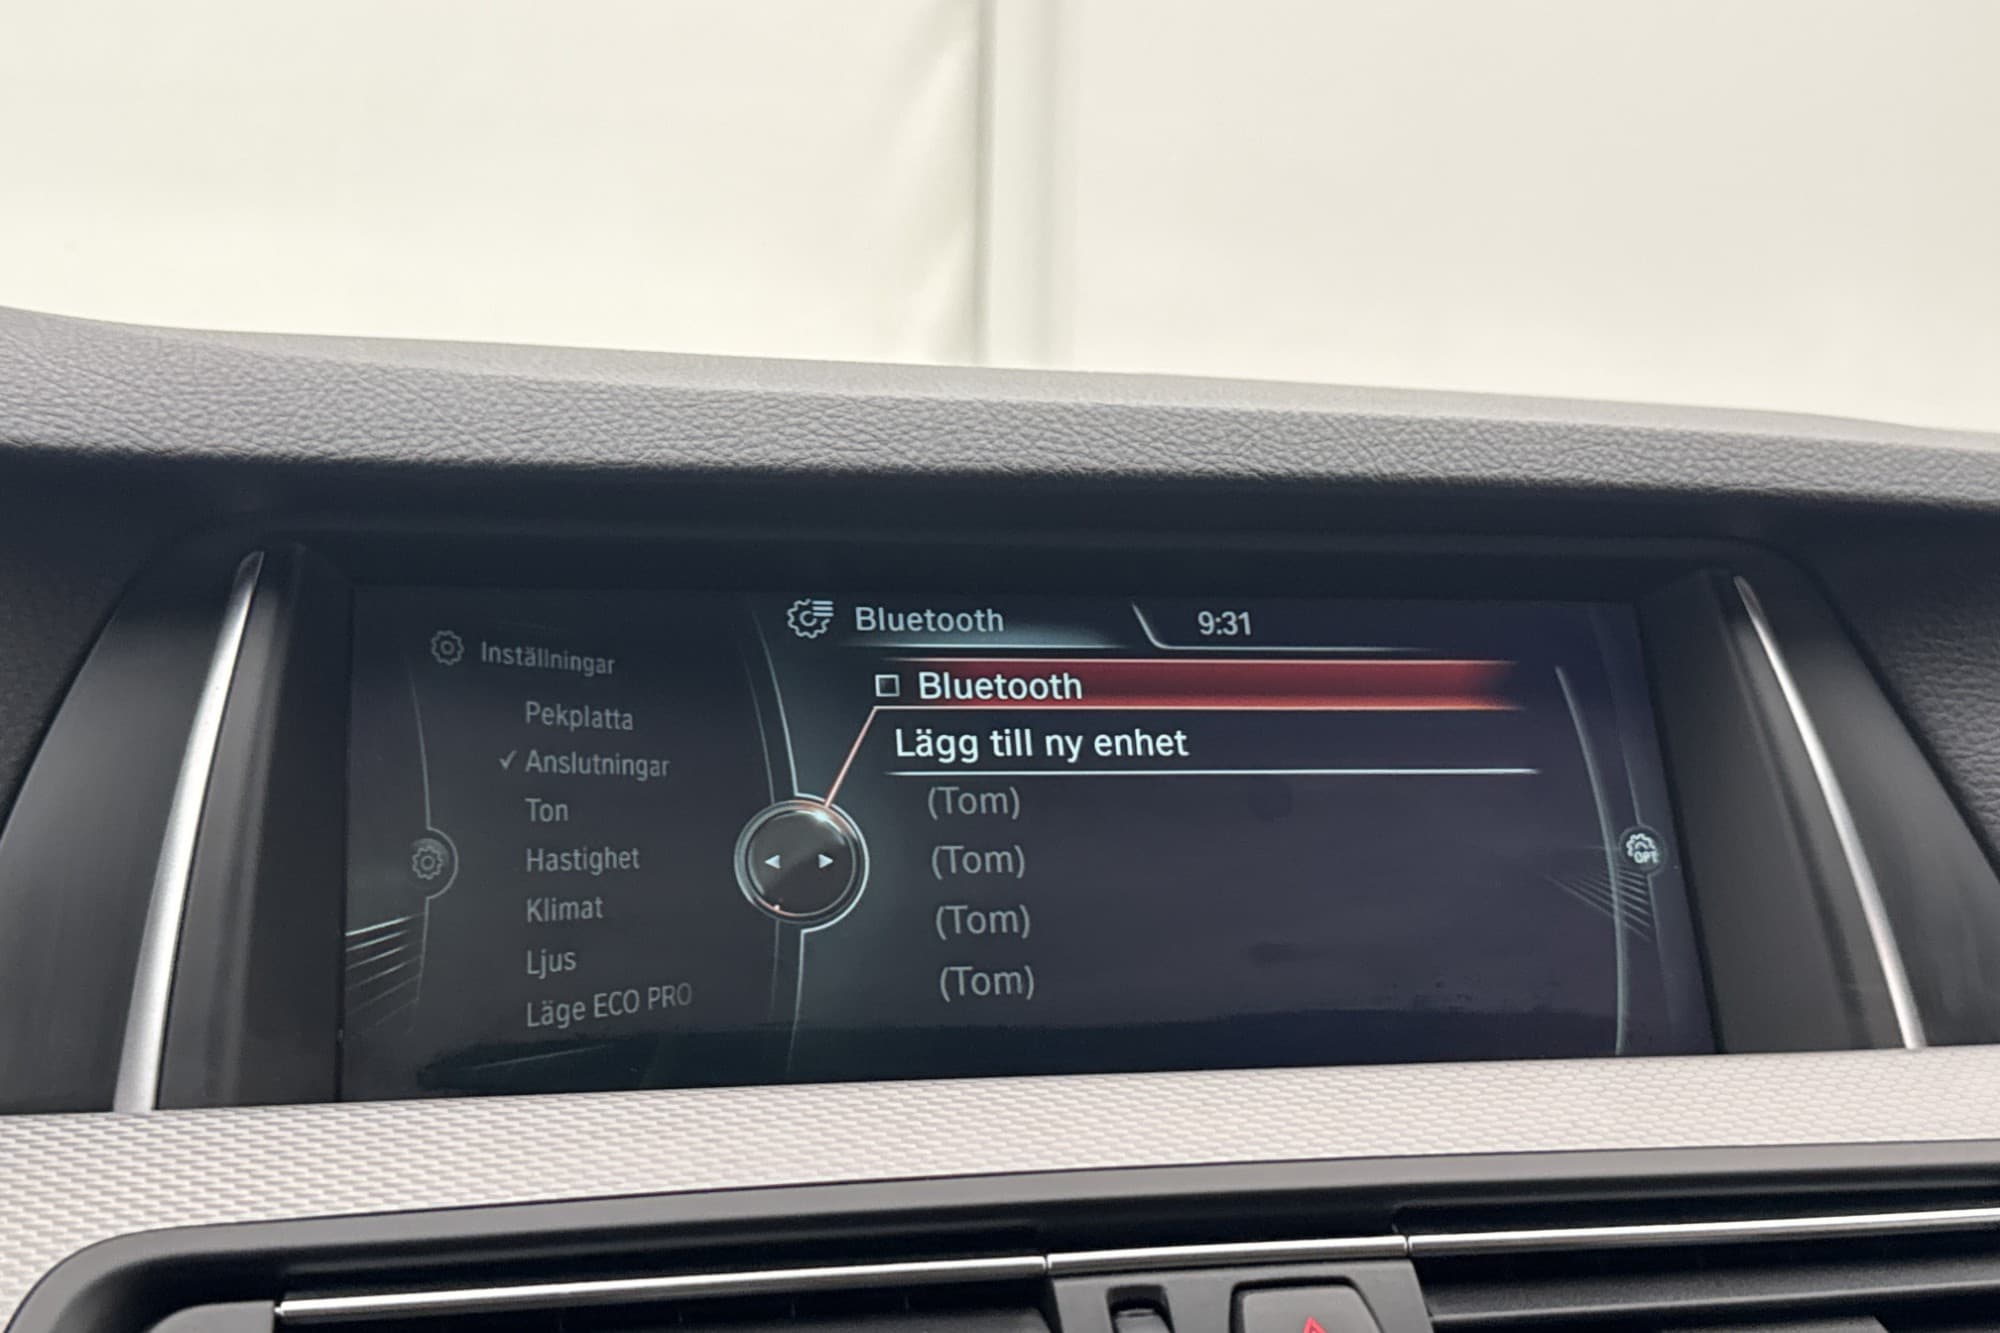 Inställningar
Pekplatta
✓ Anslutningar
Ton
Hastighet
Klimat
Ljus
Läge ECO PRO
Bluetooth
9:31
Bluetooth
Lägg till ny enhet
(Tom)
(Tom)
(Tom)
(Tom)
OPT